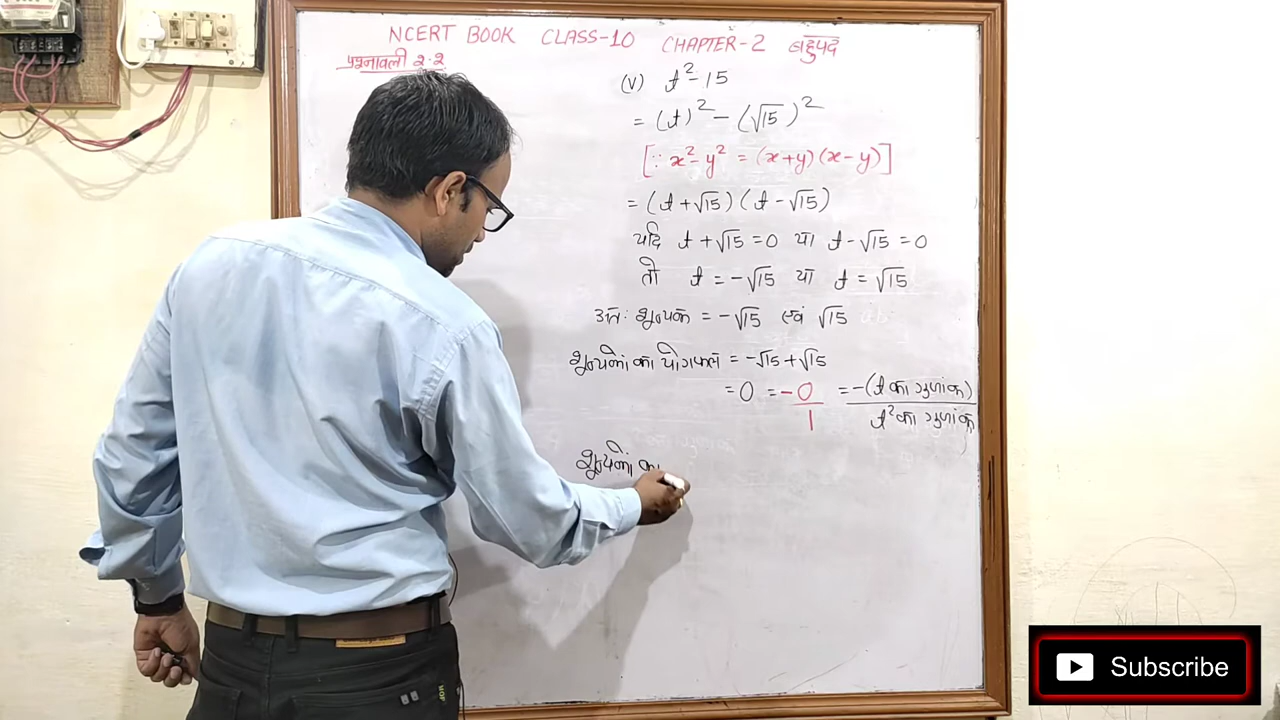 NCERT BOOK CLASS-10 CHAPTER-2 बहुपद
प्रश्नावली 2.2
(v) t² - 15
= (t)² - (√15)²
[∵ x² - y² = (x+y)(x-y)]
= (t+√15)(t-√15)
यदि t+√15 = 0 या t-√15 = 0
तो t = -√15 या t = √15
अतः शून्यक = -√15 एवं √15
शून्यकों का योगफल = -√15+√15
= 0 = -0/1 = -(t का गुणांक)/t² का गुणांक
शून्यकों का
Subscribe